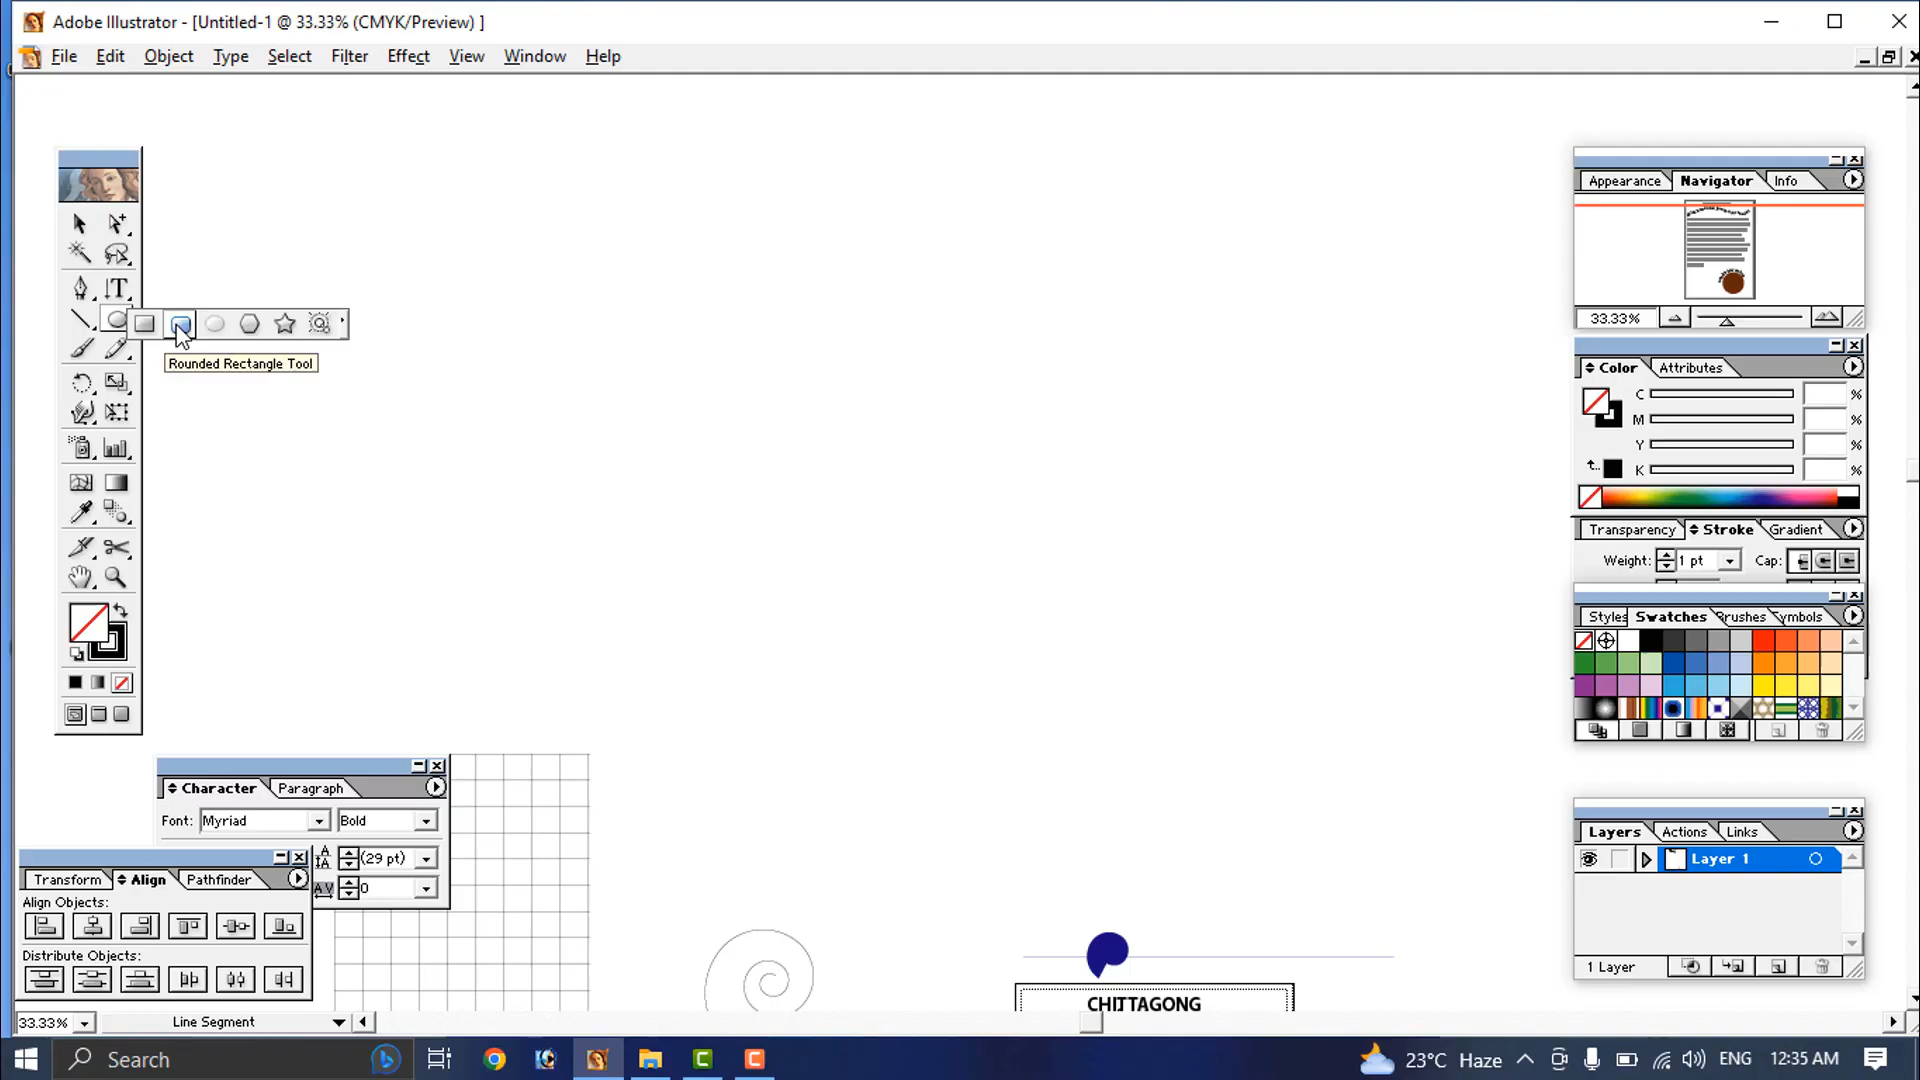 Adobe Illustrator - [Untitled-1 @ 33.33% (CMYK/Preview) ]
File Edit Object Type Select Filter Effect View Window Help
Appearance Navigator Info
33.33%
Rounded Rectangle Tool
Color Attributes
C %
M %
Y %
K %
Transparency Stroke Gradient
Weight: 1 pt Cap:
Styles Swatches Brushes Symbols
Character Paragraph
Font: Myriad Bold
(29 pt)
0
Transform Align Pathfinder
Align Objects:
Distribute Objects:
Layers Actions Links
Layer 1
1 Layer
CHITTAGONG
33.33% Line Segment
Search
23°C Haze ENG 12:35 AM